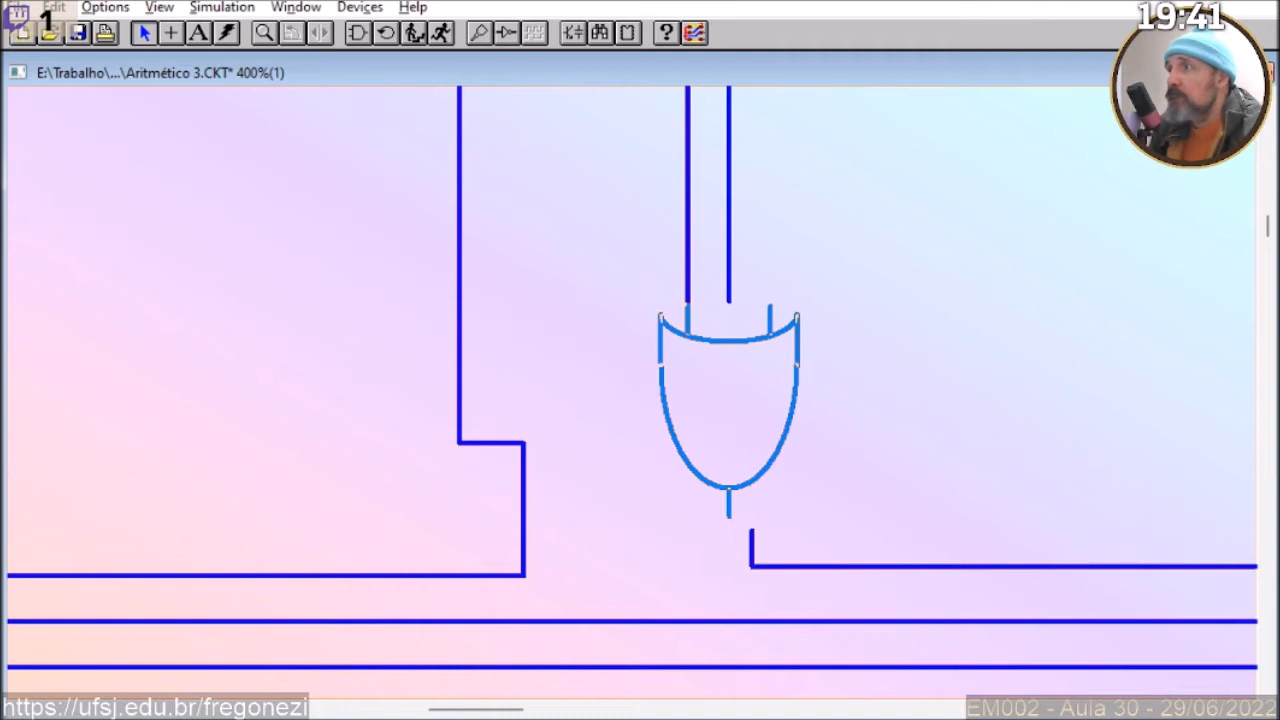 Edit Options View Simulation Window Devices Help
1
19:41
A
?
E:\Trabalho\...\Aritmético 3.CKT* 400%(1)
https://ufsj.edu.br/fregonezi
EM002 - Aula 30 - 29/06/2022